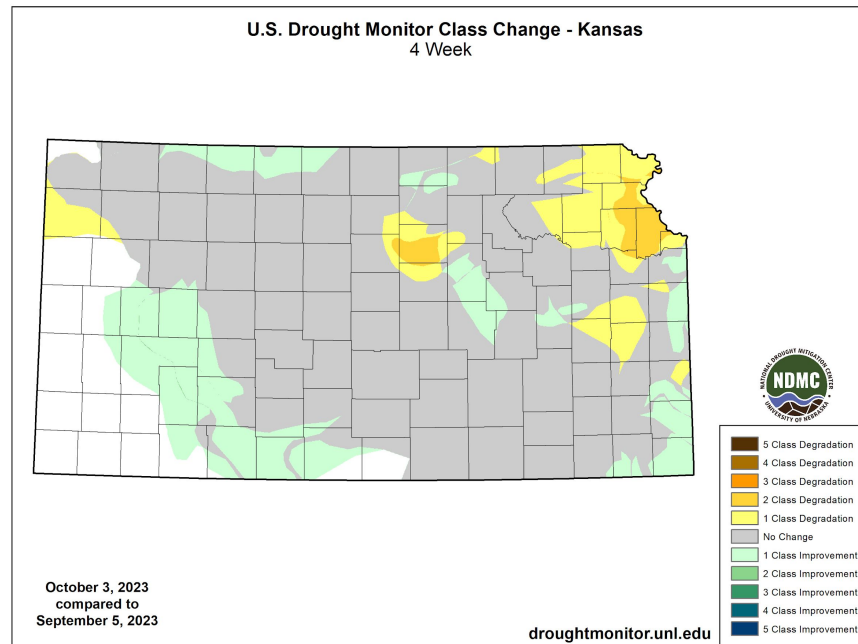 U.S. Drought Monitor Class Change - Kansas
4 Week
NATIONAL DROUGHT MITIGATION CENTER
NDMC
UNIVERSITY OF NEBRASKA
5 Class Degradation
4 Class Degradation
3 Class Degradation
2 Class Degradation
1 Class Degradation
No Change
1 Class Improvement
2 Class Improvement
3 Class Improvement
4 Class Improvement
5 Class Improvement
October 3, 2023
compared to
September 5, 2023
droughtmonitor.unl.edu